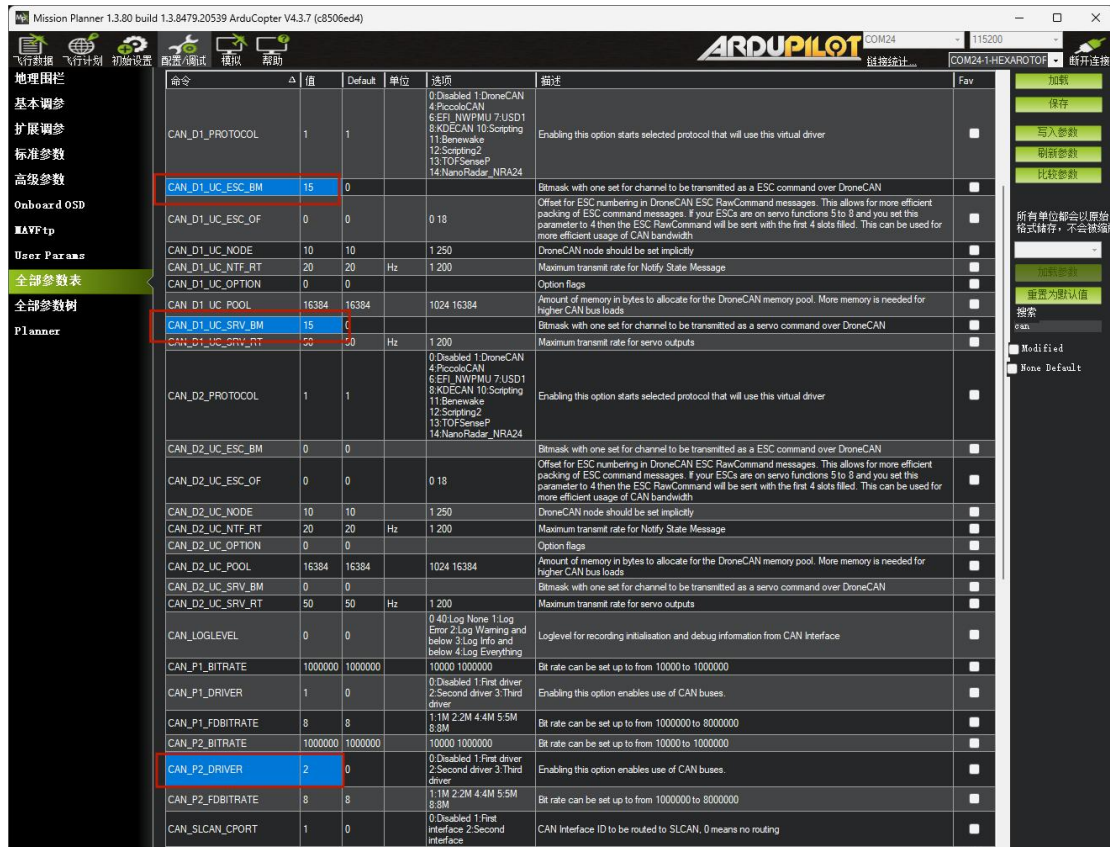 Mission Planner 1.3.80 build 1.3.8479.20539 ArduCopter V4.3.7 (c8506ed4)
飞行数据 飞行计划 初始设置 配置/调试 模拟 帮助
ARDUPILOT
COM24 115200
链接统计... COM24-1-HEXAROTOF 断开连接
地理围栏
基本调参
扩展调参
标准参数
高级参数
Onboard OSD
MAVFtp
User Params
全部参数表
全部参数树
Planner
命令 值 Default 单位 选项 描述 Fav
CAN_D1_PROTOCOL 1 1 0:Disabled 1:DroneCAN
4:PiccoloCAN
6:EFI_NWPMU 7:USD1
8:KDECAN 10:Scripting
11:Benewake
12:Scripting2
13:TOFSenseP
14:NanoRadar_NRA24
Enabling this option starts selected protocol that will use this virtual driver
CAN_D1_UC_ESC_BM 15 0 Bitmask with one set for channel to be transmitted as a ESC command over DroneCAN
CAN_D1_UC_ESC_OF 0 0 0 18
Offset for ESC numbering in DroneCAN ESC RawCommand messages. This allows for more efficient
packing of ESC command messages. If your ESCs are on servo functions 5 to 8 and you set this
parameter to 4 then the ESC RawCommand will be sent with the first 4 slots filled. This can be used for
more efficient usage of CAN bandwidth
CAN_D1_UC_NODE 10 10 1 250 DroneCAN node should be set implicitly
CAN_D1_UC_NTF_RT 20 20 Hz 1 200 Maximum transmit rate for Notify State Message
CAN_D1_UC_OPTION 0 0 Option flags
CAN_D1_UC_POOL 16384 16384 1024 16384
Amount of memory in bytes to allocate for the DroneCAN memory pool. More memory is needed for
higher CAN bus loads
CAN_D1_UC_SRV_BM 15 0 Bitmask with one set for channel to be transmitted as a servo command over DroneCAN
CAN_D1_UC_SRV_RT 50 50 Hz 1 200 Maximum transmit rate for servo outputs
CAN_D2_PROTOCOL 1 1 0:Disabled 1:DroneCAN
4:PiccoloCAN
6:EFI_NWPMU 7:USD1
8:KDECAN 10:Scripting
11:Benewake
12:Scripting2
13:TOFSenseP
14:NanoRadar_NRA24
Enabling this option starts selected protocol that will use this virtual driver
CAN_D2_UC_ESC_BM 0 0 Bitmask with one set for channel to be transmitted as a ESC command over DroneCAN
CAN_D2_UC_ESC_OF 0 0 0 18
Offset for ESC numbering in DroneCAN ESC RawCommand messages. This allows for more efficient
packing of ESC command messages. If your ESCs are on servo functions 5 to 8 and you set this
parameter to 4 then the ESC RawCommand will be sent with the first 4 slots filled. This can be used for
more efficient usage of CAN bandwidth
CAN_D2_UC_NODE 10 10 1 250 DroneCAN node should be set implicitly
CAN_D2_UC_NTF_RT 20 20 Hz 1 200 Maximum transmit rate for Notify State Message
CAN_D2_UC_OPTION 0 0 Option flags
CAN_D2_UC_POOL 16384 16384 1024 16384
Amount of memory in bytes to allocate for the DroneCAN memory pool. More memory is needed for
higher CAN bus loads
CAN_D2_UC_SRV_BM 0 0 Bitmask with one set for channel to be transmitted as a servo command over DroneCAN
CAN_D2_UC_SRV_RT 50 50 Hz 1 200 Maximum transmit rate for servo outputs
CAN_LOGLEVEL 0 0 0 40:Log None 1:Log
Error 2:Log Warning and
below 3:Log Info and
below 4:Log Everything
Loglevel for recording initialisation and debug information from CAN Interface
CAN_P1_BITRATE 1000000 1000000 10000 1000000 Bit rate can be set up to from 10000 to 1000000
CAN_P1_DRIVER 1 0 0:Disabled 1:First driver
2:Second driver 3:Third
driver
Enabling this option enables use of CAN buses.
CAN_P1_FDBITRATE 8 8 1:1M 2:2M 4:4M 5:5M
8:8M
Bit rate can be set up to from 1000000 to 8000000
CAN_P2_BITRATE 1000000 1000000 10000 1000000 Bit rate can be set up to from 10000 to 1000000
CAN_P2_DRIVER 2 0 0:Disabled 1:First driver
2:Second driver 3:Third
driver
Enabling this option enables use of CAN buses.
CAN_P2_FDBITRATE 8 8 1:1M 2:2M 4:4M 5:5M
8:8M
Bit rate can be set up to from 1000000 to 8000000
CAN_SLCAN_CPORT 1 0 0:Disabled 1:First
interface 2:Second
interface
CAN Interface ID to be routed to SLCAN, 0 means no routing
加载
保存
写入参数
刷新参数
比较参数
所有单位都会以原始
格式储存，不会被缩
加载参数
重置为默认值
搜索
can
Modified
None Default